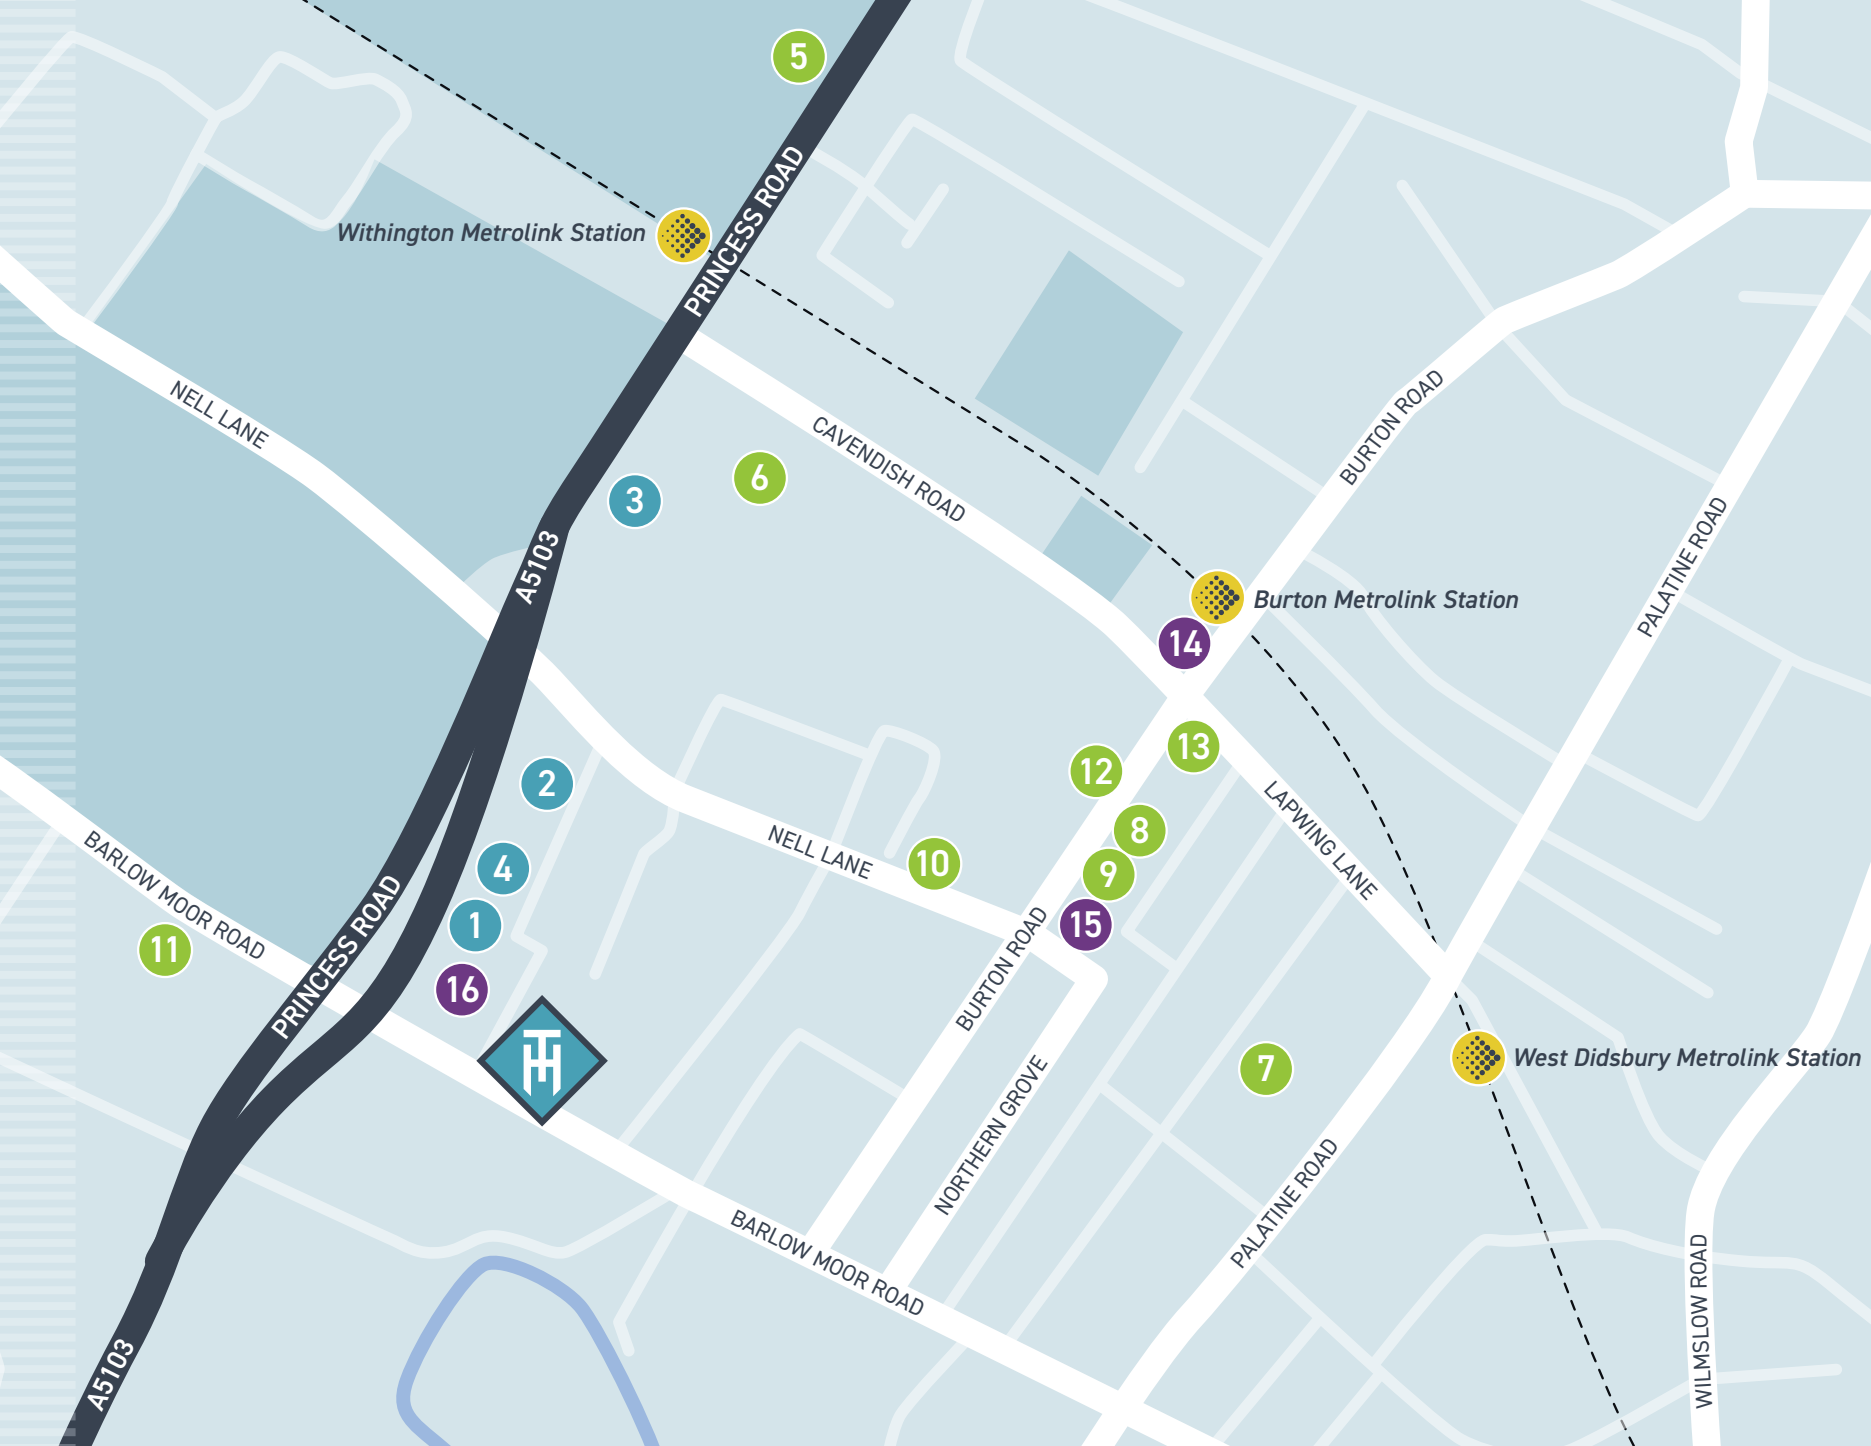 5
PRINCESS ROAD
Withington Metrolink Station
NELL LANE
CAVENDISH ROAD
BURTON ROAD
6
3
PALATINE ROAD
A5103
Burton Metrolink Station
14
13
12
2
LAPWING LANE
8
NELL LANE
10
4
9
BARLOW MOOR ROAD
1
15
11
PRINCESS ROAD
BURTON ROAD
16
TH
7
West Didsbury Metrolink Station
NORTHERN GROVE
PALATINE ROAD
BARLOW MOOR ROAD
WILMSLOW ROAD
A5103